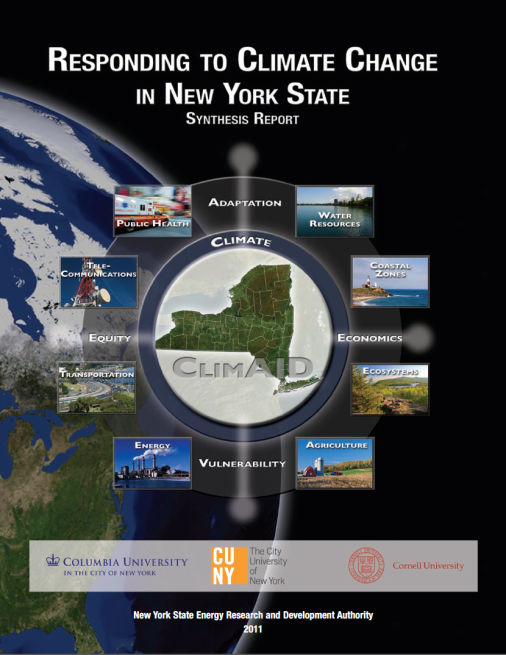 RESPONDING TO CLIMATE CHANGE
IN NEW YORK STATE
SYNTHESIS REPORT
ADAPTATION
PUBLIC HEALTH
WATER
RESOURCES
CLIMATE
TELE-
COMMUNICATIONS
COASTAL
ZONES
EQUITY
ECONOMICS
CLIMAID
TRANSPORTATION
ECOSYSTEMS
ENERGY
AGRICULTURE
VULNERABILITY
COLUMBIA UNIVERSITY
IN THE CITY OF NEW YORK
CU
NY
The City
University
of
New York
Cornell University
New York State Energy Research and Development Authority
2011